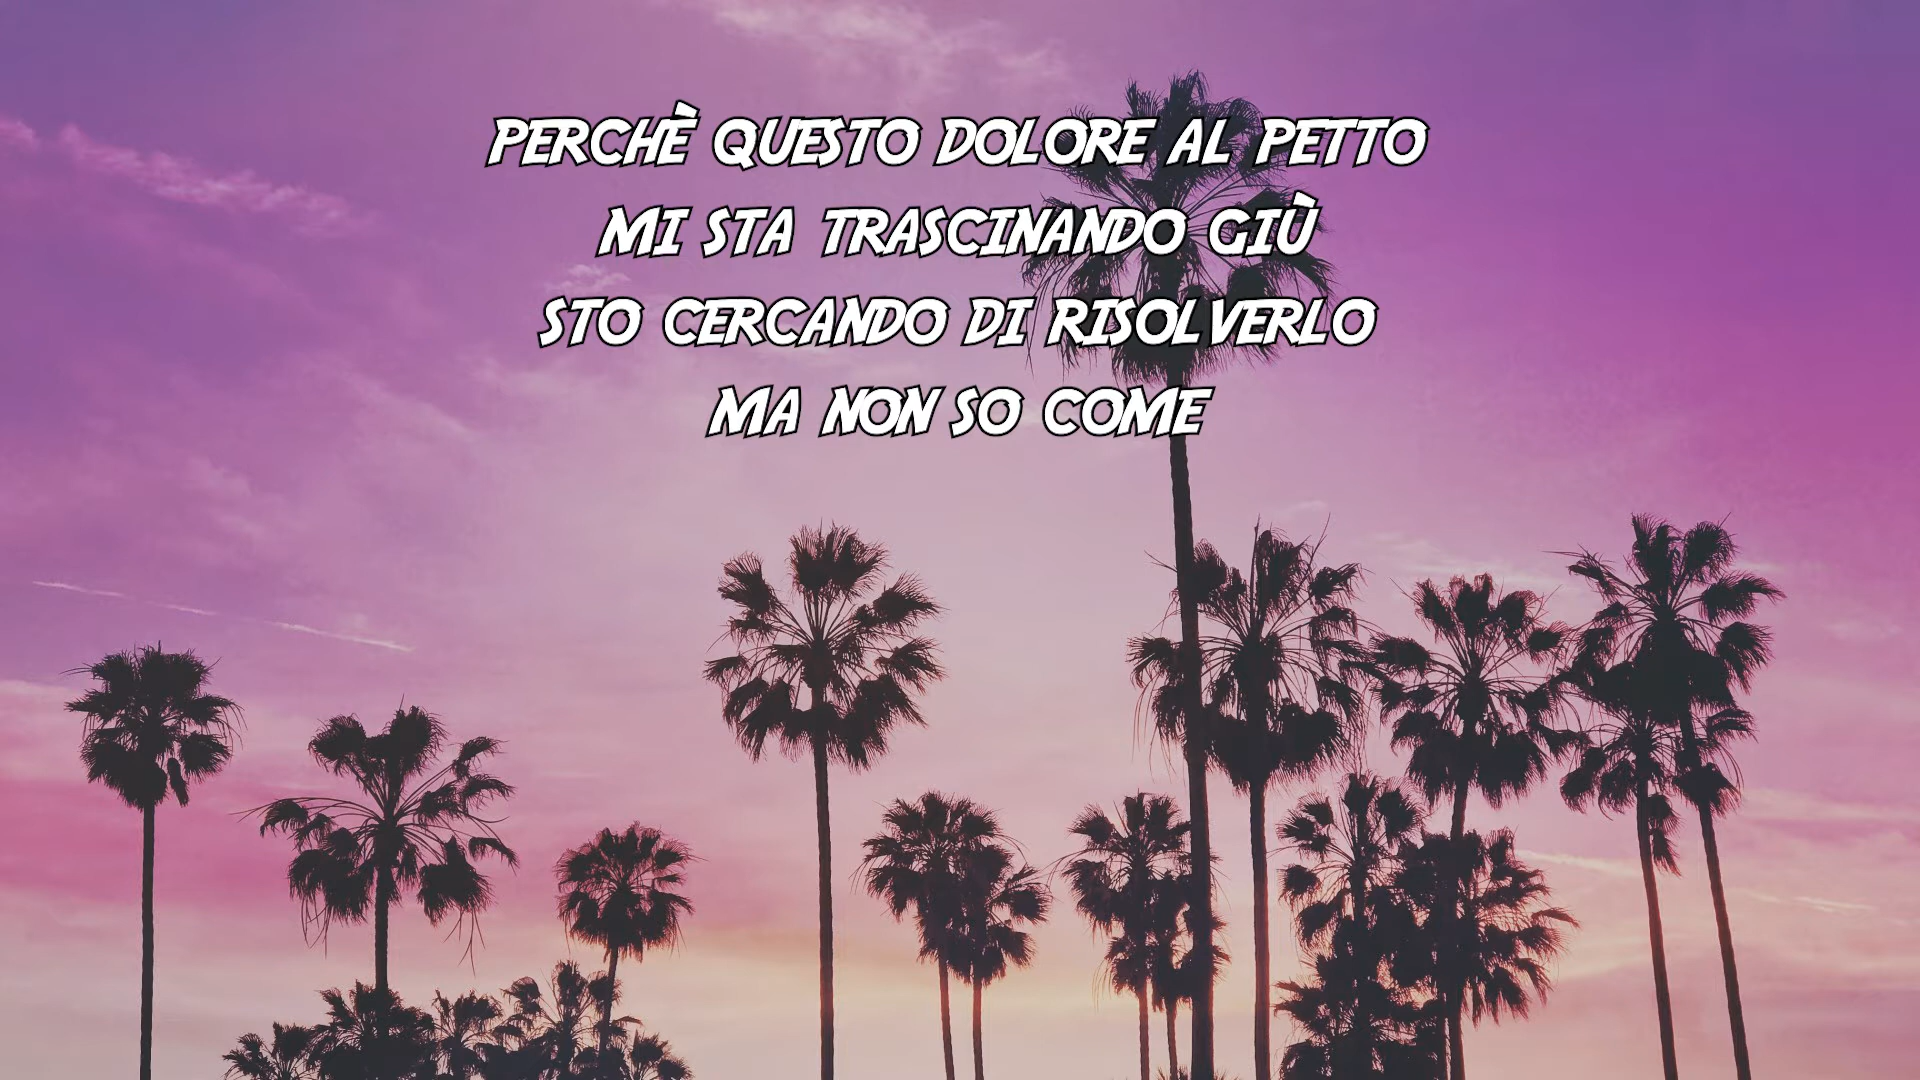 PERCHÈ QUESTO DOLORE AL PETTO
MI STA TRASCINANDO GIÙ
STO CERCANDO DI RISOLVERLO
MA NON SO COME